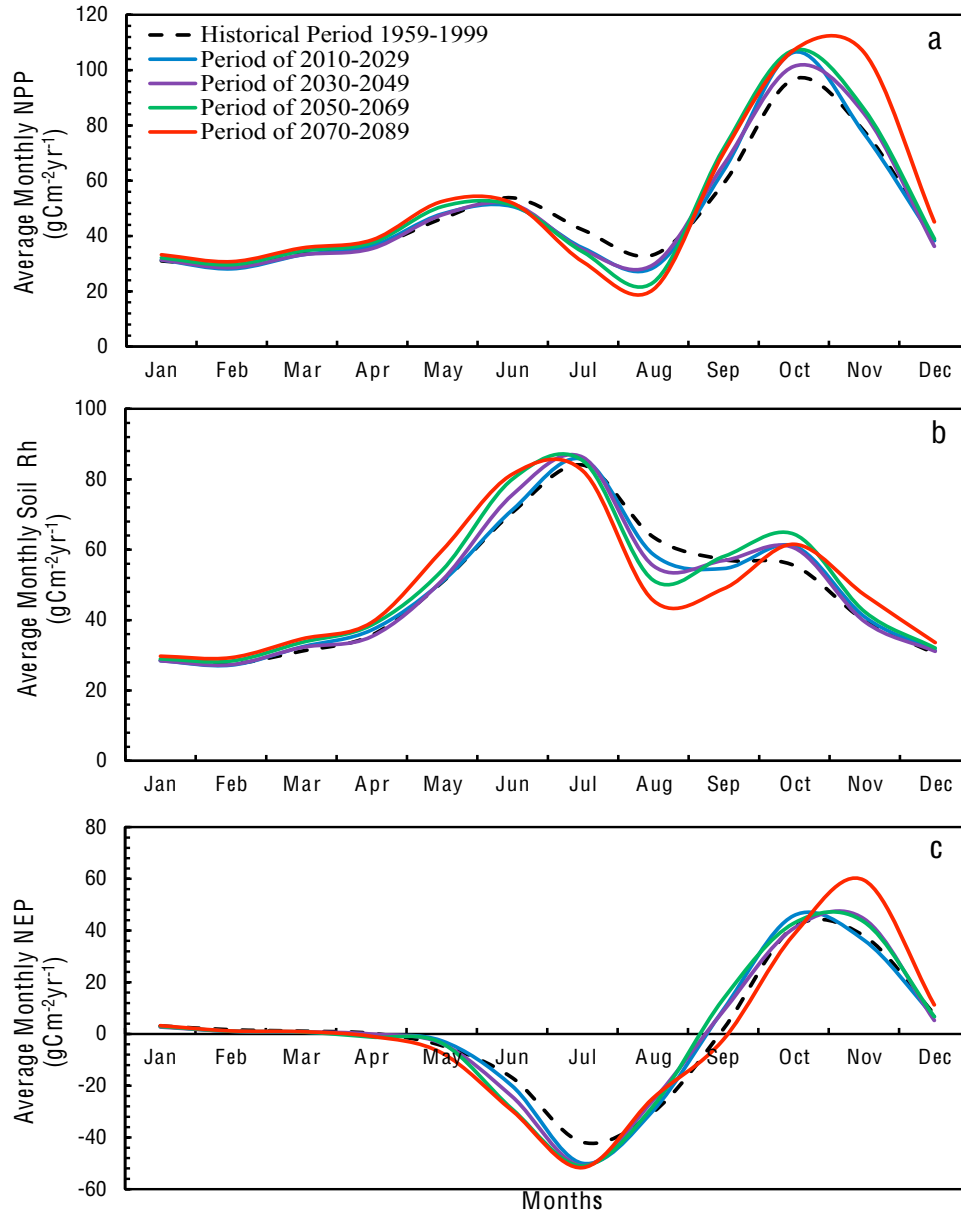 120
100
80
60
40
20
0
Average Monthly NPP
(gCm-2yr-1)
Historical Period 1959-1999
Period of 2010-2029
Period of 2030-2049
Period of 2050-2069
Period of 2070-2089
a
Jan Feb Mar Apr May Jun Jul Aug Sep Oct Nov Dec
100
80
60
40
20
0
Average Monthly Soil Rh
(gCm-2yr-1)
b
Jan Feb Mar Apr May Jun Jul Aug Sep Oct Nov Dec
80
60
40
20
0
-20
-40
-60
Average Monthly NEP
(gCm-2yr-1)
c
Jan Feb Mar Apr May Jun Jul Aug Sep Oct Nov Dec
Months